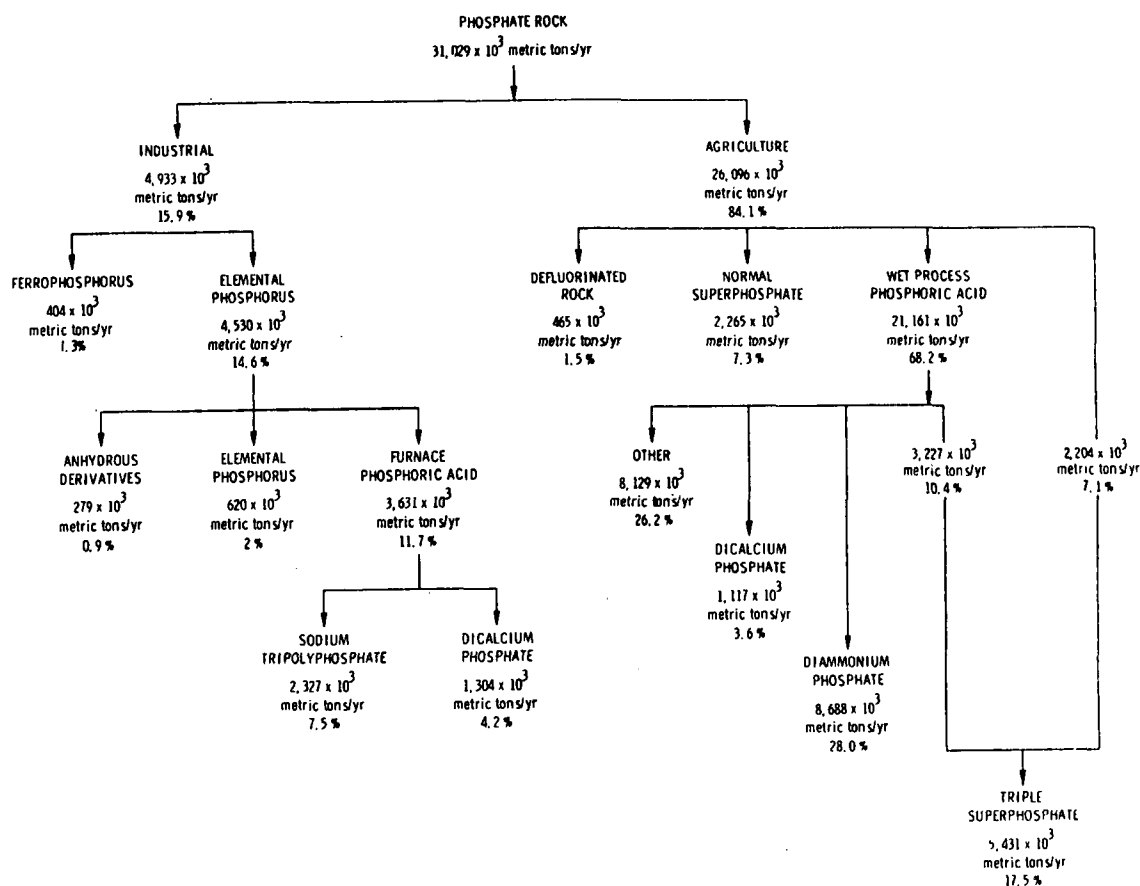 PHOSPHATE ROCK
31,029 x 10³ metric tons/yr
INDUSTRIAL
4,933 x 10³
metric tons/yr
15.9%
AGRICULTURE
26,096 x 10³
metric tons/yr
84.1%
FERROPHOSPHORUS
404 x 10³
metric tons/yr
1.3%
ELEMENTAL
PHOSPHORUS
4,530 x 10³
metric tons/yr
14.6%
DEFLUORINATED
ROCK
465 x 10³
metric tons/yr
1.5%
NORMAL
SUPERPHOSPHATE
2,265 x 10³
metric tons/yr
7.3%
WET PROCESS
PHOSPHORIC ACID
21,161 x 10³
metric tons/yr
68.2%
ANHYDROUS
DERIVATIVES
279 x 10³
metric tons/yr
0.9%
ELEMENTAL
PHOSPHORUS
620 x 10³
metric tons/yr
2%
FURNACE
PHOSPHORIC ACID
3,631 x 10³
metric tons/yr
11.7%
OTHER
8,129 x 10³
metric tons/yr
26.2%
3,227 x 10³
metric tons/yr
10.4%
2,204 x 10³
metric tons/yr
7.1%
DICALCIUM
PHOSPHATE
1,117 x 10³
metric tons/yr
3.6%
SODIUM
TRIPOLYPHOSPHATE
2,327 x 10³
metric tons/yr
7.5%
DICALCIUM
PHOSPHATE
1,304 x 10³
metric tons/yr
4.2%
DIAMMONIUM
PHOSPHATE
8,688 x 10³
metric tons/yr
28.0%
TRIPLE
SUPERPHOSPHATE
5,431 x 10³
metric tons/yr
17.5%